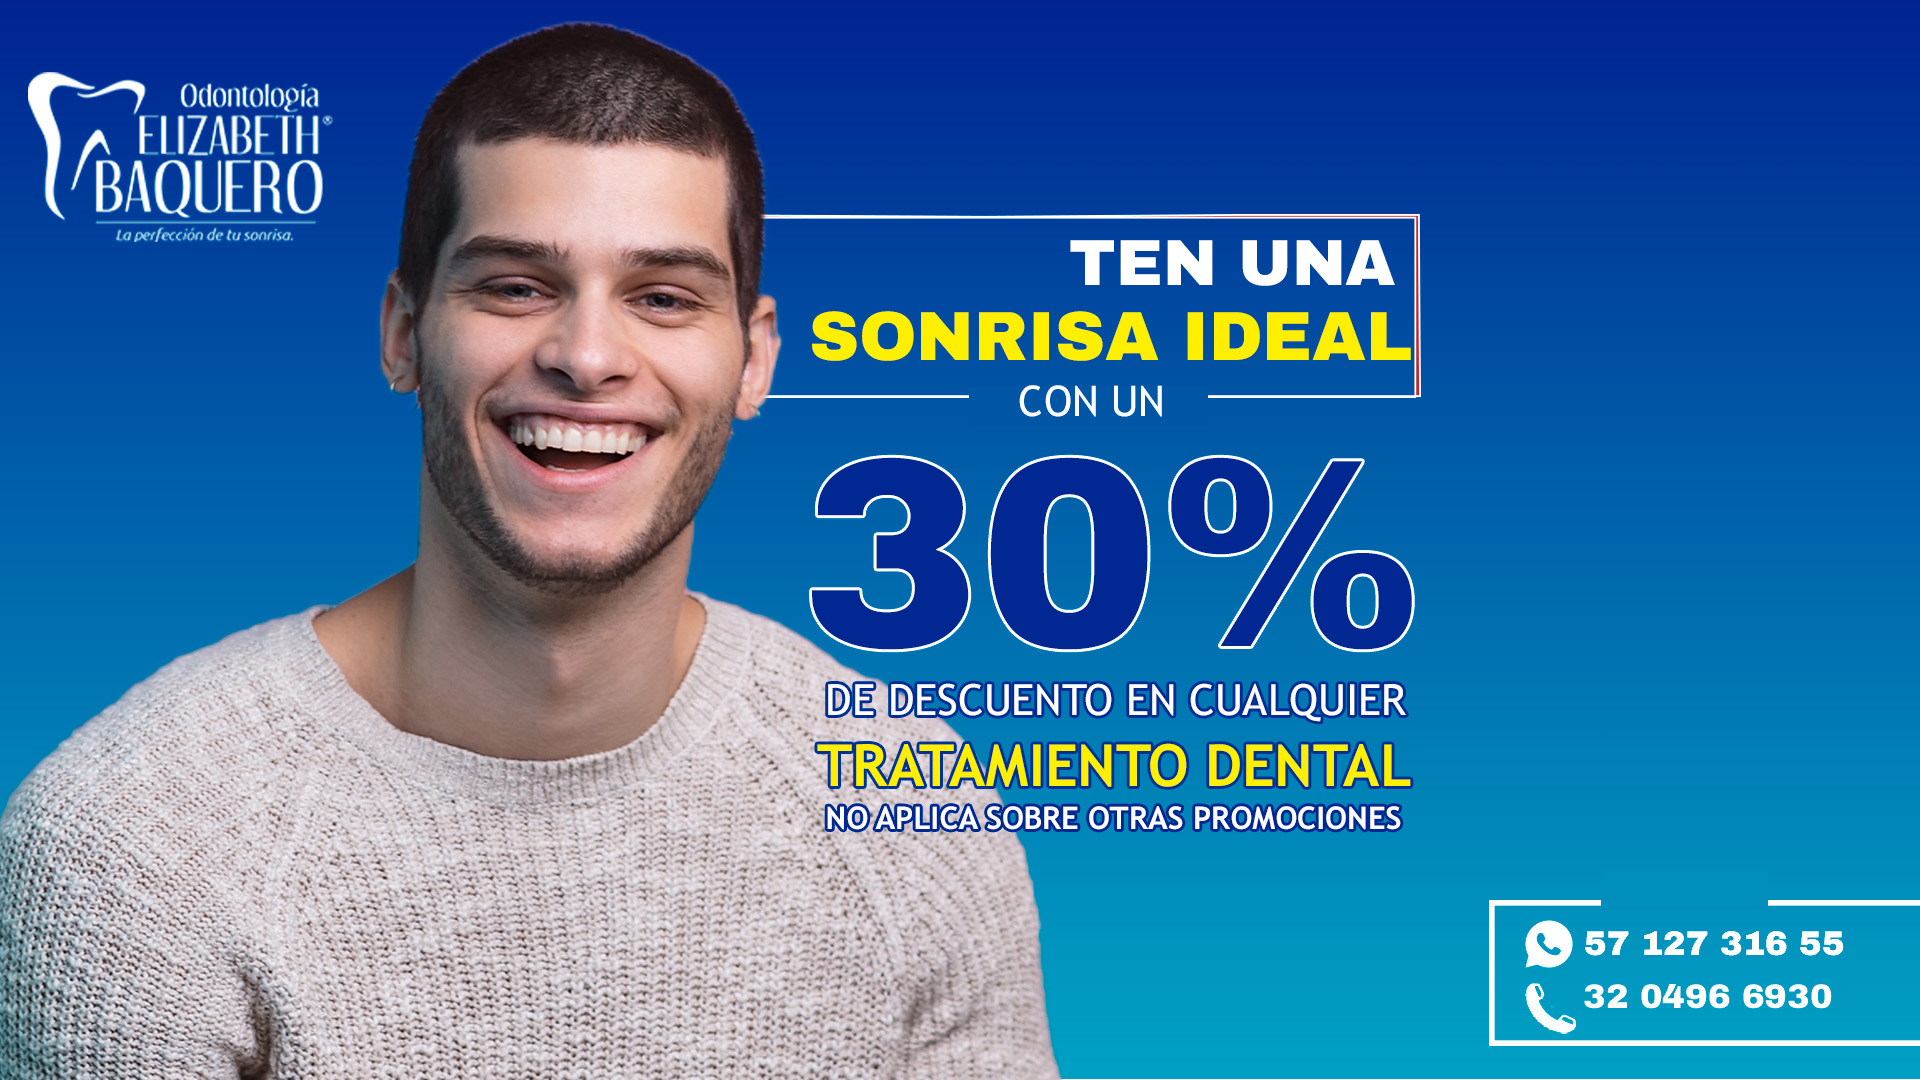 Odontología
ELIZABETH®
BAQUERO
La perfección de tu sonrisa.
TEN UNA
SONRISA IDEAL
CON UN
30%
DE DESCUENTO EN CUALQUIER
TRATAMIENTO DENTAL
NO APLICA SOBRE OTRAS PROMOCIONES
57 127 316 55
32 0496 6930